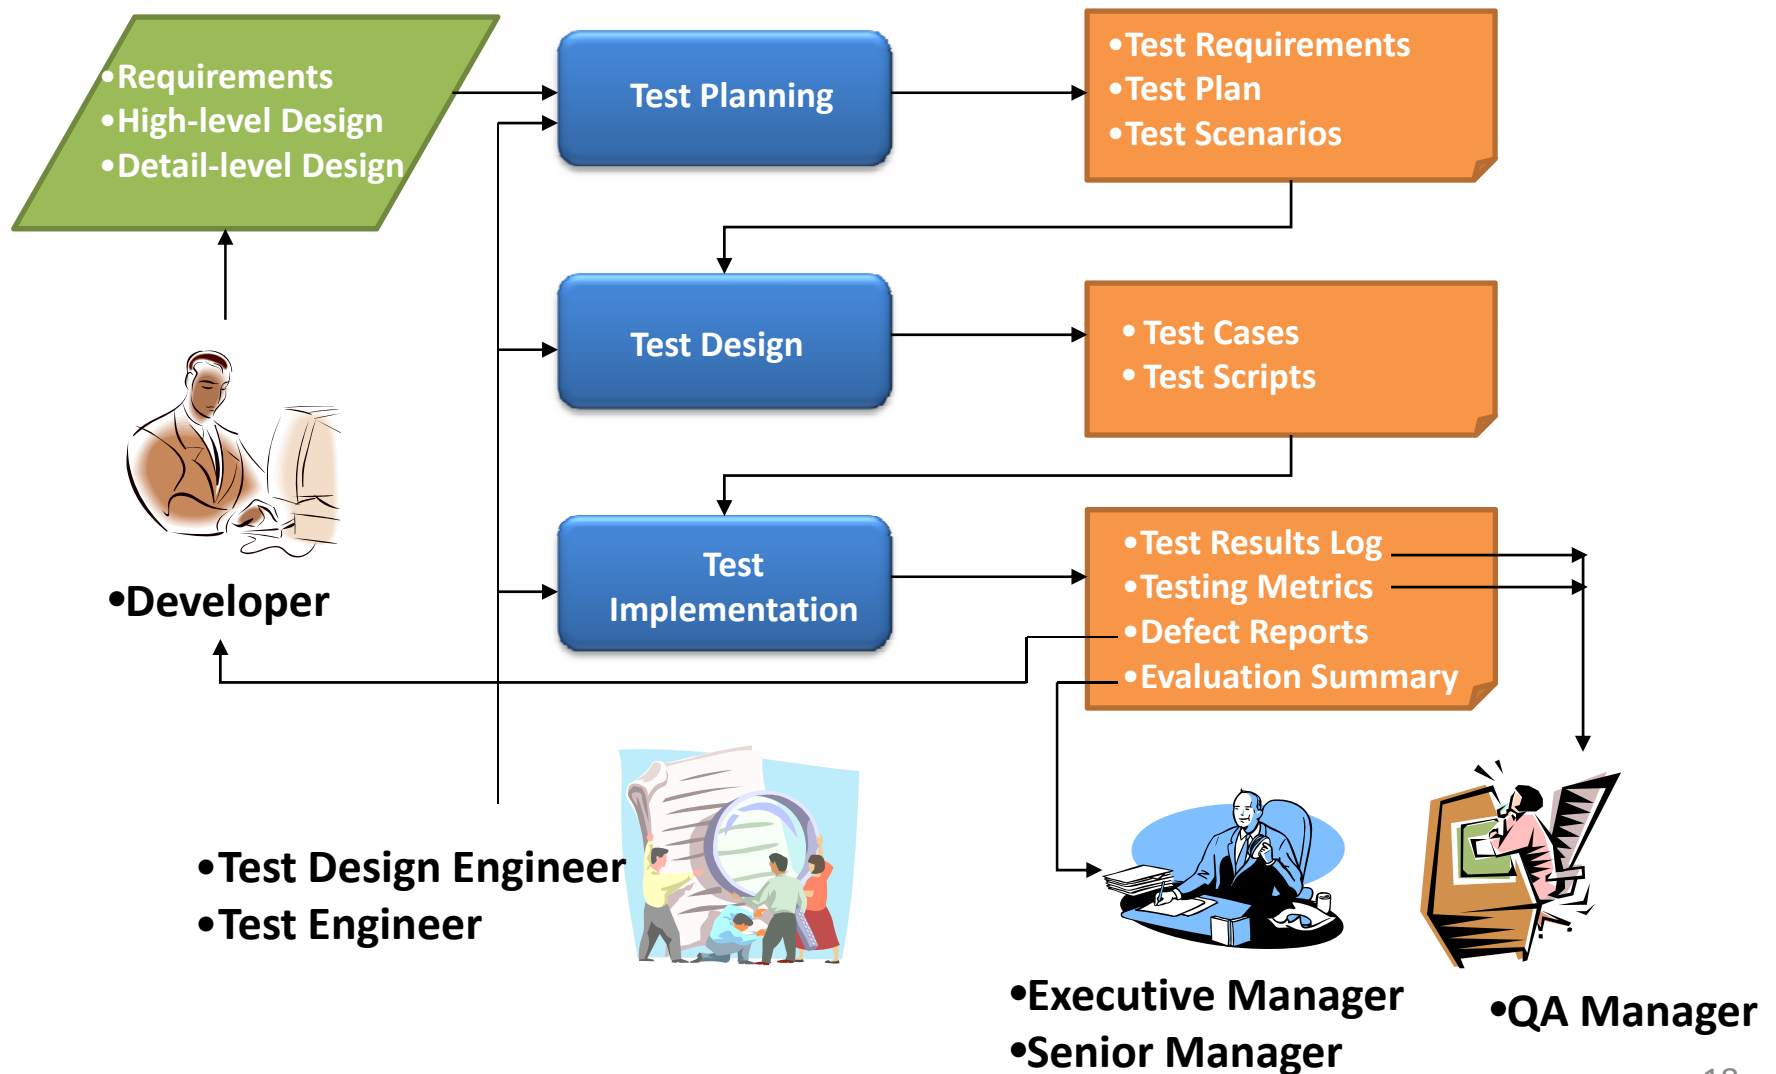 •Requirements
•High-level Design
•Detail-level Design
Test Planning
•Test Requirements
•Test Plan
•Test Scenarios
Test Design
• Test Cases
• Test Scripts
Test
Implementation
•Test Results Log
•Testing Metrics
•Defect Reports
•Evaluation Summary
•Developer
•Test Design Engineer
•Test Engineer
•Executive Manager
•Senior Manager
•QA Manager